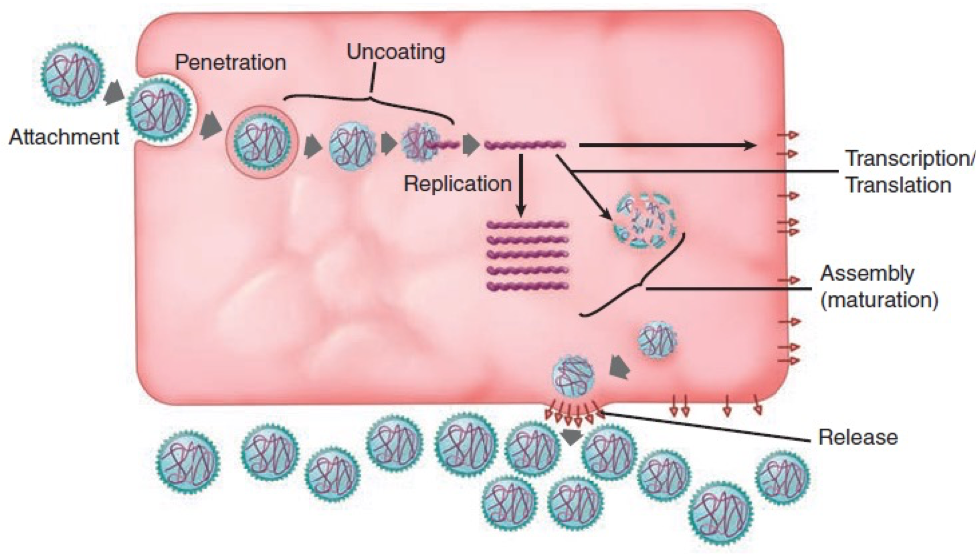 Uncoating
Penetration
Attachment
Replication
Transcription/
Translation
Assembly
(maturation)
Release